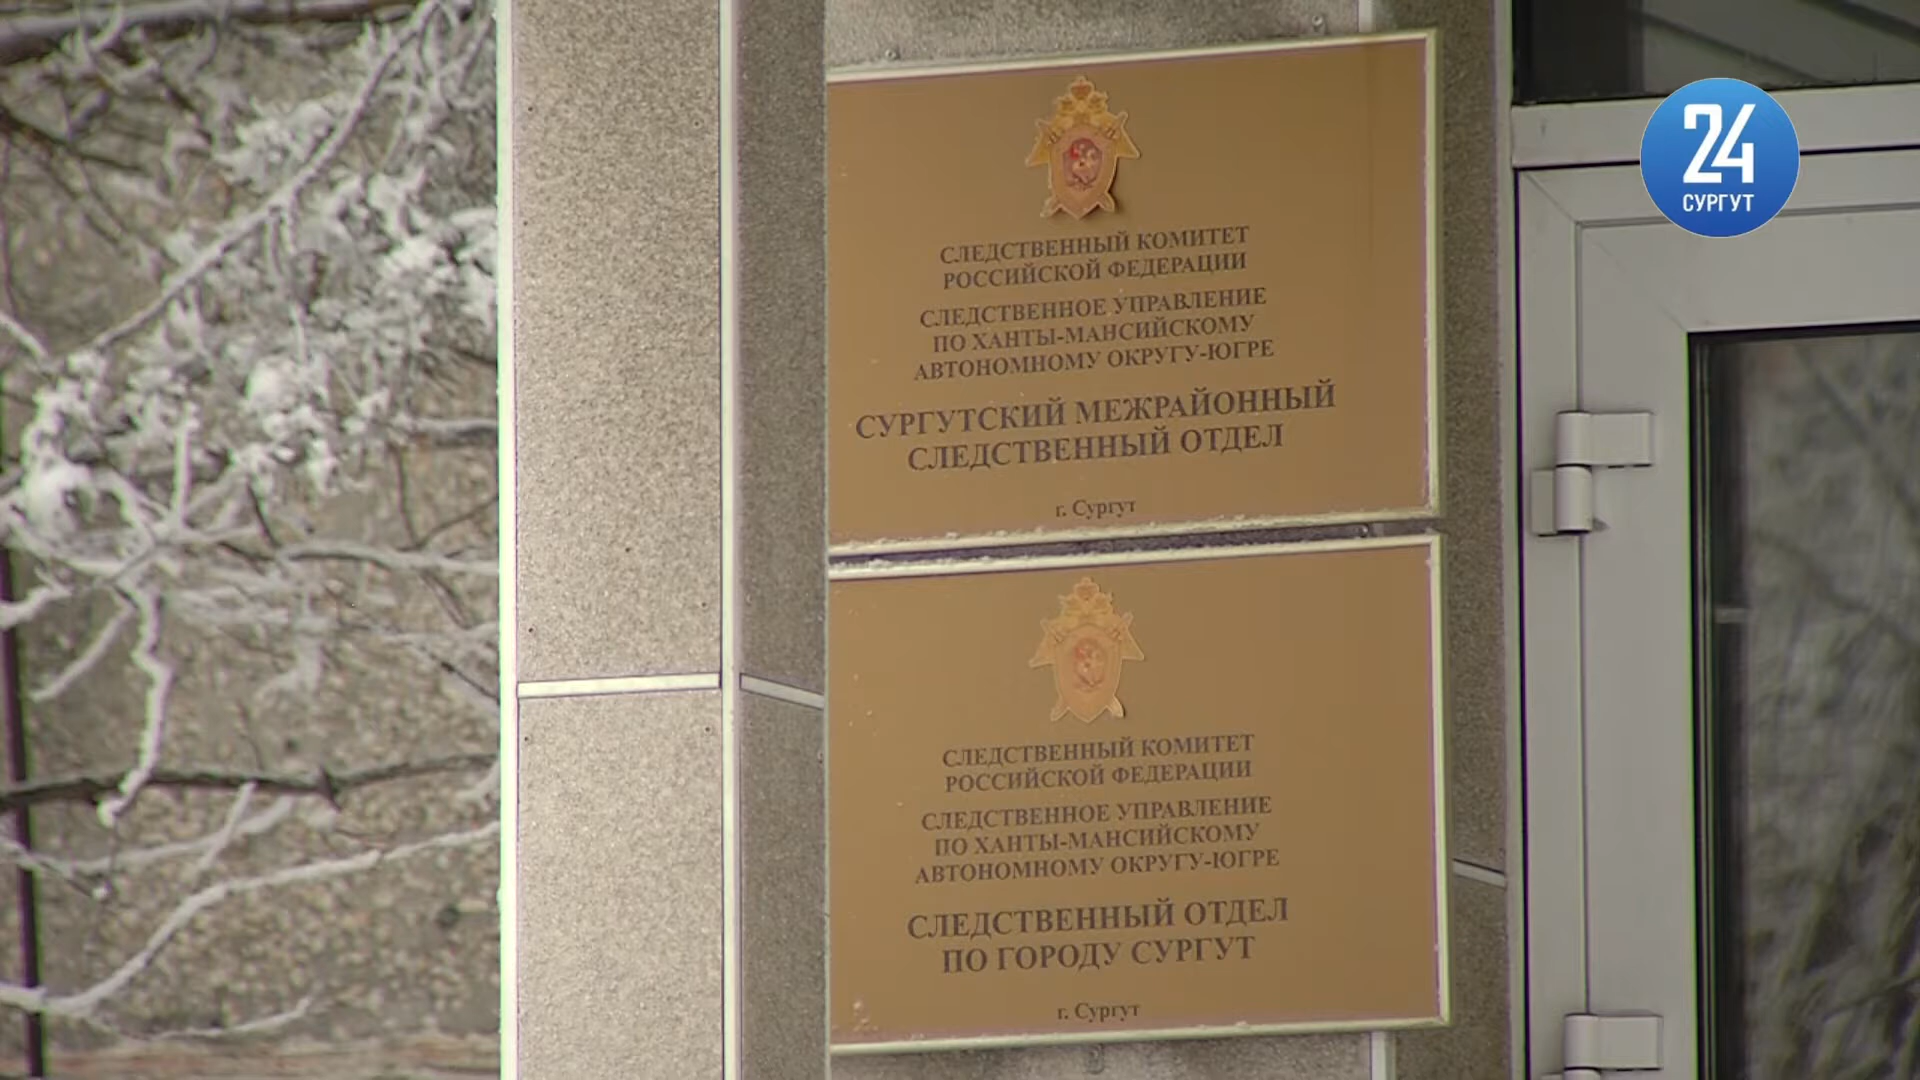 24
СУРГУТ
СЛЕДСТВЕННЫЙ КОМИТЕТ
РОССИЙСКОЙ ФЕДЕРАЦИИ
СЛЕДСТВЕННОЕ УПРАВЛЕНИЕ
ПО ХАНТЫ-МАНСИЙСКОМУ
АВТОНОМНОМУ ОКРУГУ-ЮГРЕ
СУРГУТСКИЙ МЕЖРАЙОННЫЙ
СЛЕДСТВЕННЫЙ ОТДЕЛ
г. Сургут
СЛЕДСТВЕННЫЙ КОМИТЕТ
РОССИЙСКОЙ ФЕДЕРАЦИИ
СЛЕДСТВЕННОЕ УПРАВЛЕНИЕ
ПО ХАНТЫ-МАНСИЙСКОМУ
АВТОНОМНОМУ ОКРУГУ-ЮГРЕ
СЛЕДСТВЕННЫЙ ОТДЕЛ
ПО ГОРОДУ СУРГУТ
г. Сургут